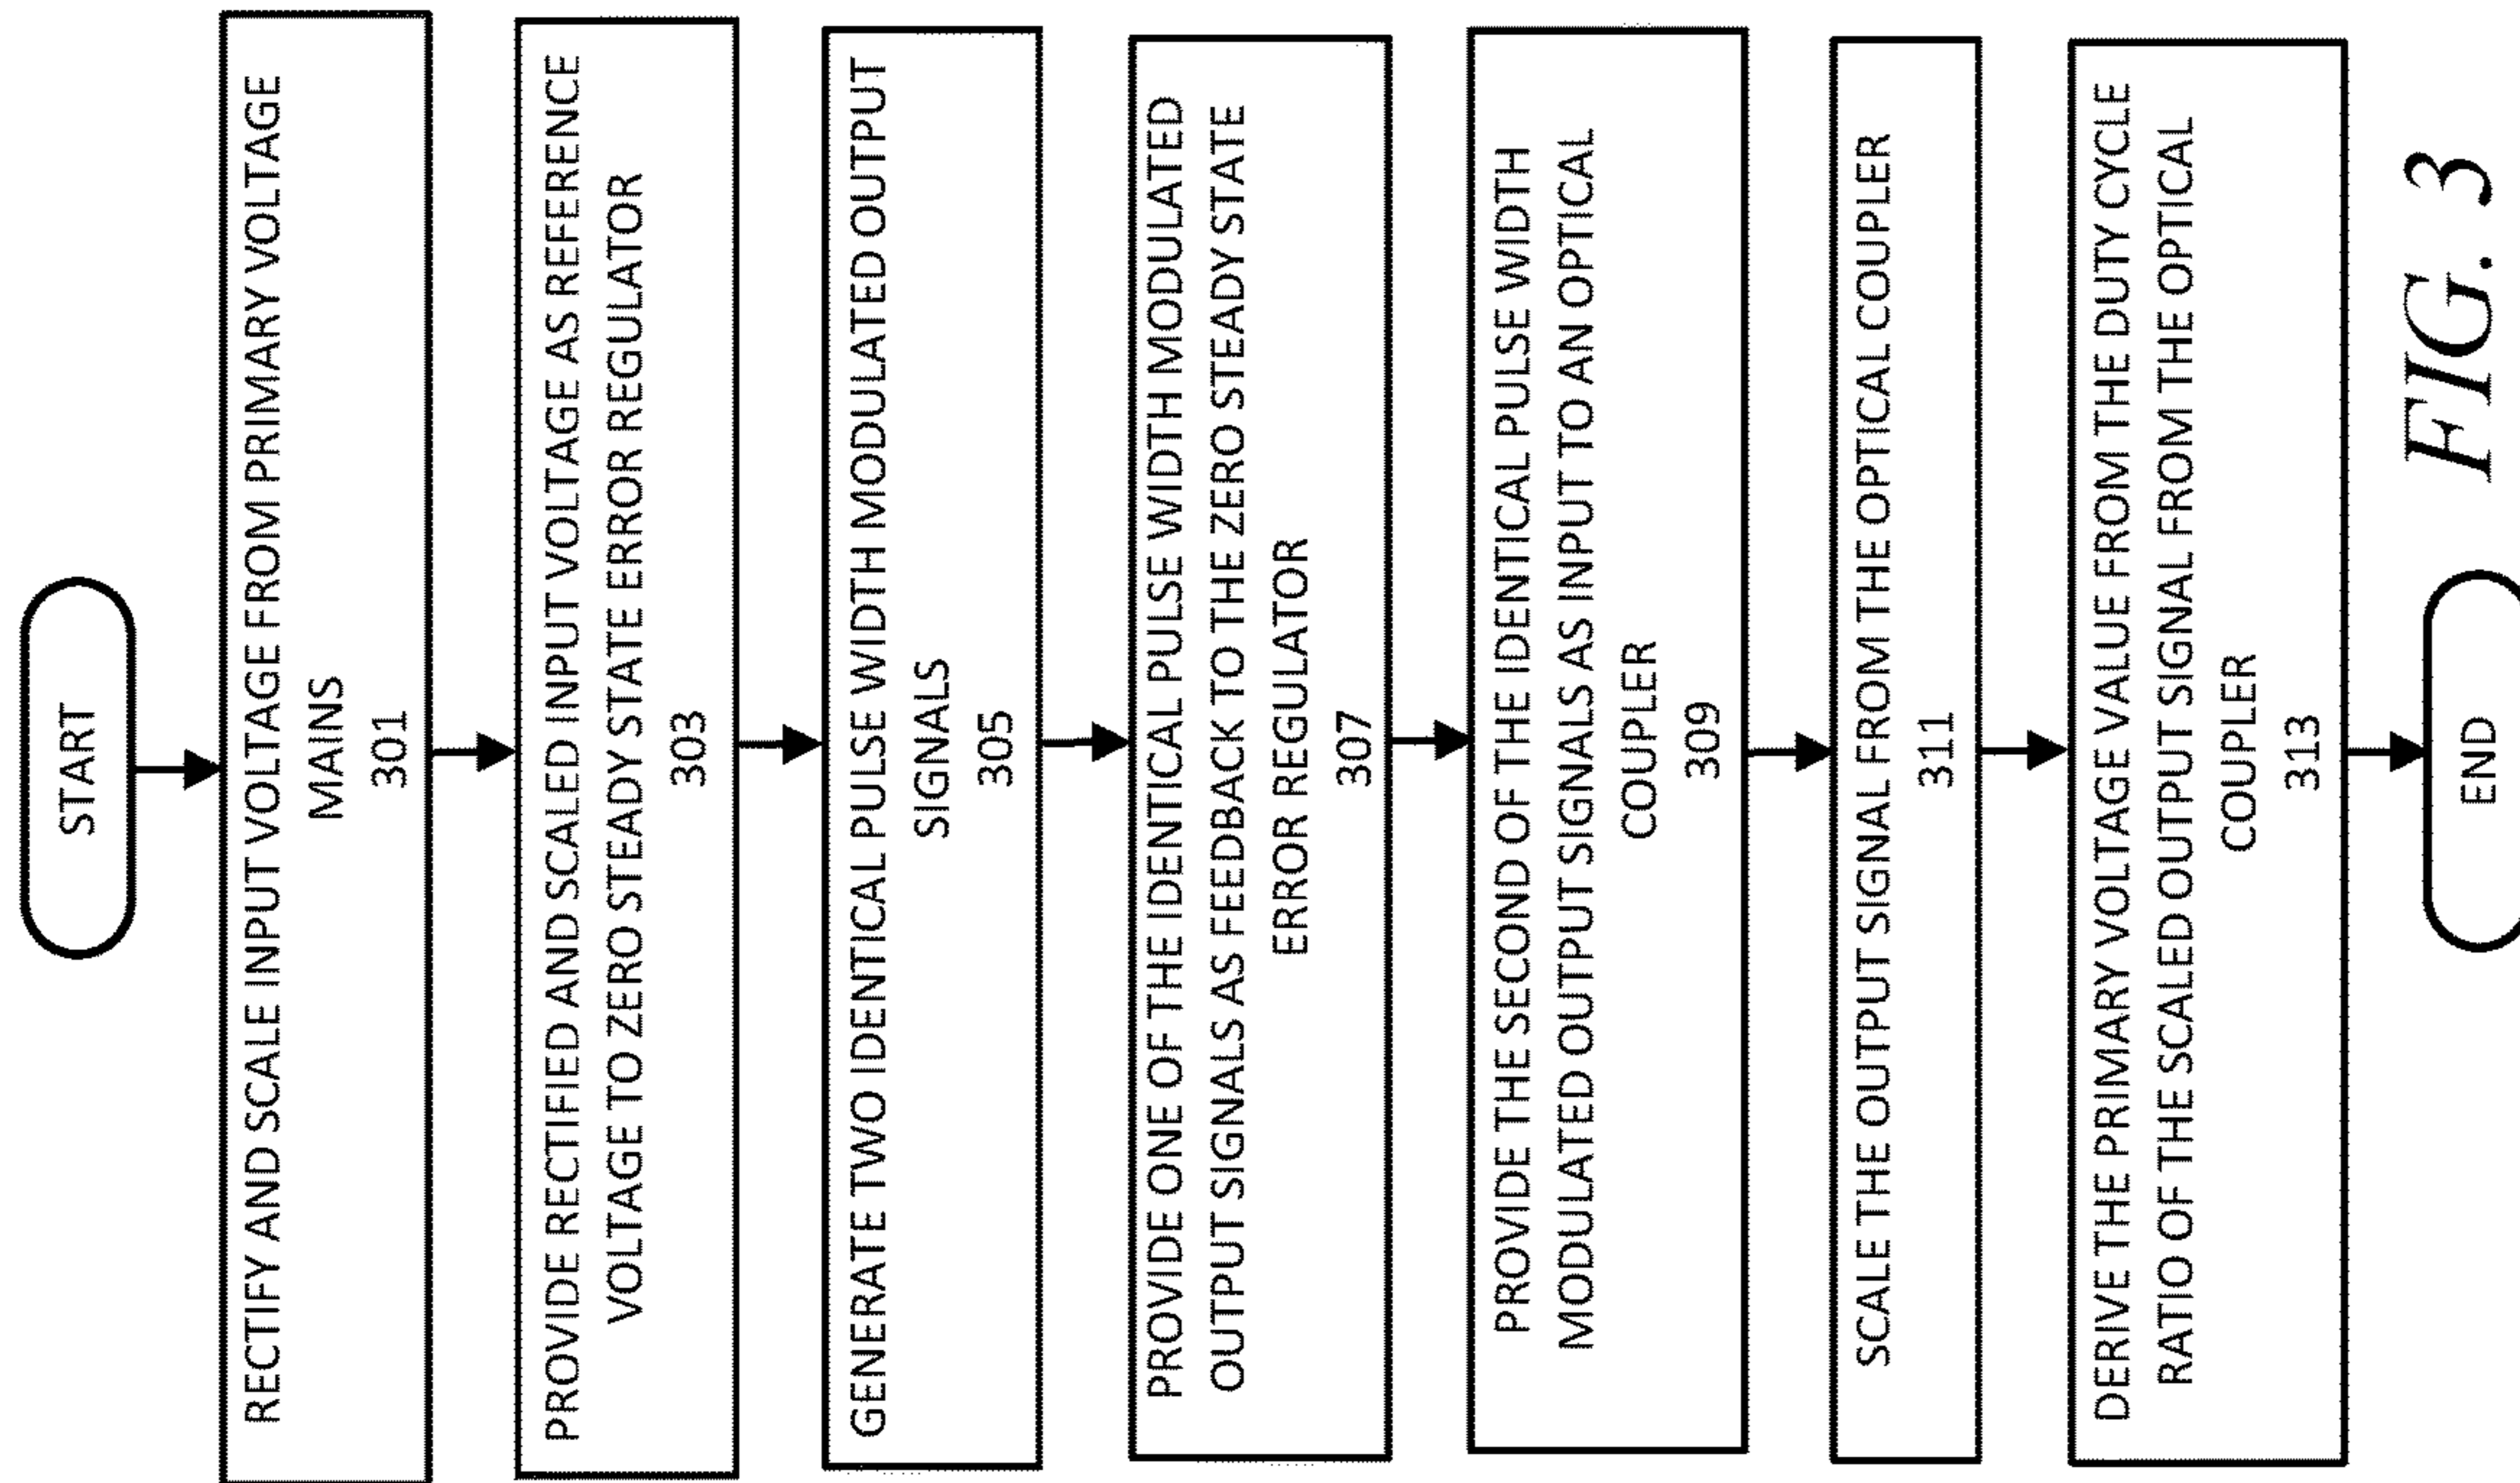 START
RECTIFY AND SCALE INPUT VOLTAGE FROM PRIMARY VOLTAGE
MAINS
301
PROVIDE RECTIFIED AND SCALED INPUT VOLTAGE AS REFERENCE
VOLTAGE TO ZERO STEADY STATE ERROR REGULATOR
303
GENERATE TWO IDENTICAL PULSE WIDTH MODULATED OUTPUT
SIGNALS
305
PROVIDE ONE OF THE IDENTICAL PULSE WIDTH MODULATED
OUTPUT SIGNALS AS FEEDBACK TO THE ZERO STEADY STATE
ERROR REGULATOR
307
PROVIDE THE SECOND OF THE IDENTICAL PULSE WIDTH
MODULATED OUTPUT SIGNALS AS INPUT TO AN OPTICAL
COUPLER
309
SCALE THE OUTPUT SIGNAL FROM THE OPTICAL COUPLER
311
DERIVE THE PRIMARY VOLTAGE VALUE FROM THE DUTY CYCLE
RATIO OF THE SCALED OUTPUT SIGNAL FROM THE OPTICAL
COUPLER
313
END
FIG. 3